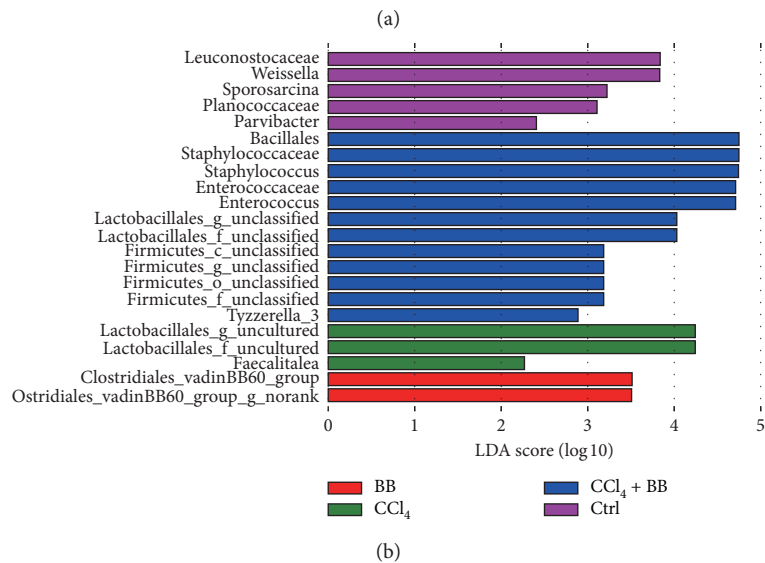 (a)
Leuconostocaceae
Weissella
Sporosarcina
Planococcaceae
Parvibacter
Bacillales
Staphylococcaceae
Staphylococcus
Enterococcaceae
Enterococcus
Lactobacillales_g_unclassified
Lactobacillales_f_unclassified
Firmicutes_c_unclassified
Firmicutes_g_unclassified
Firmicutes_o_unclassified
Firmicutes_f_unclassified
Tyzzerella_3
Lactobacillales_g_uncultured
Lactobacillales_f_uncultured
Faecalitalea
Clostridiales_vadinBB60_group
Ostridiales_vadinBB60_group_g_norank
0 1 2 3 4 5
LDA score (log10)
BB CCl₄ + BB
CCl₄ Ctrl
(b)